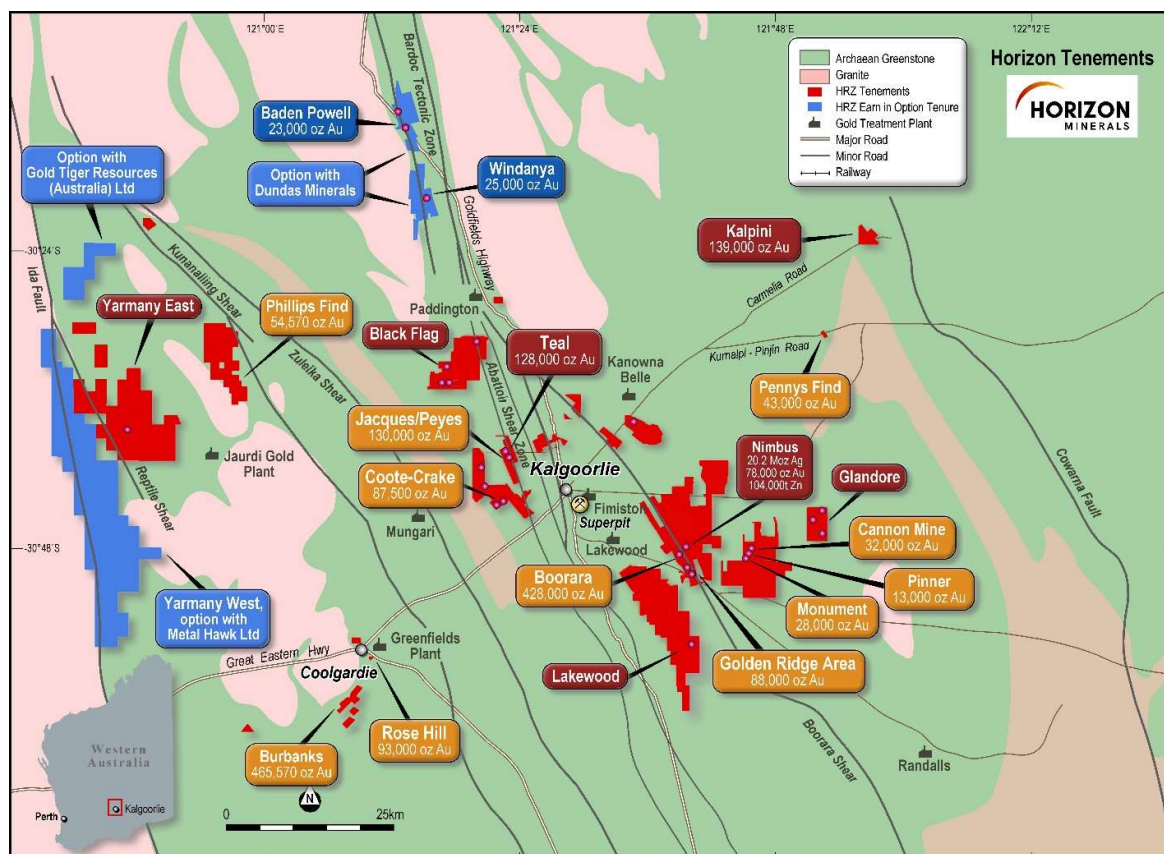 121°00'E
121°24'E
121°48'E
122°12'E
Horizon Tenements
HORIZON
MINERALS
Archaean Greenstone
Granite
HRZ Tenements
HRZ Earn in Option Tenure
Gold Treatment Plant
Major Road
Minor Road
Railway
Bardoc Tectonic Zone
Baden Powell
23,000 oz Au
Option with
Gold Tiger Resources
(Australia) Ltd
Option with
Dundas Minerals
Windanya
25,000 oz Au
Goldfields Highway
Kalpini
139,000 oz Au
-30°24'S
Ida Fault
Kunanalling Shear
Carmelia Road
Yarmany East
Phillips Find
54,570 oz Au
Paddington
Zuleika Shear
Black Flag
Teal
128,000 oz Au
Abattoir Shear Zone
Kanowna
Belle
Kurnalpi - Pinjin Road
Pennys Find
43,000 oz Au
Jacques/Peyes
130,000 oz Au
Jaurdi Gold
Plant
Reptile Shear
Coote-Crake
87,500 oz Au
Kalgoorlie
Nimbus
20.2 Moz Ag
78,000 oz Au
104,000t Zn
Glandore
Cowarna Fault
Mungari
Fimiston
Superpit
Lakewood
-30°48'S
Cannon Mine
32,000 oz Au
Boorara
428,000 oz Au
Pinner
13,000 oz Au
Yarmany West,
option with
Metal Hawk Ltd
Monument
28,000 oz Au
Great Eastern Hwy
Greenfields
Plant
Coolgardie
Lakewood
Golden Ridge Area
88,000 oz Au
Boorara Shear
Rose Hill
93,000 oz Au
Burbanks
465,570 oz Au
Randalls
Western
Australia
Kalgoorlie
Perth
N
0
25km